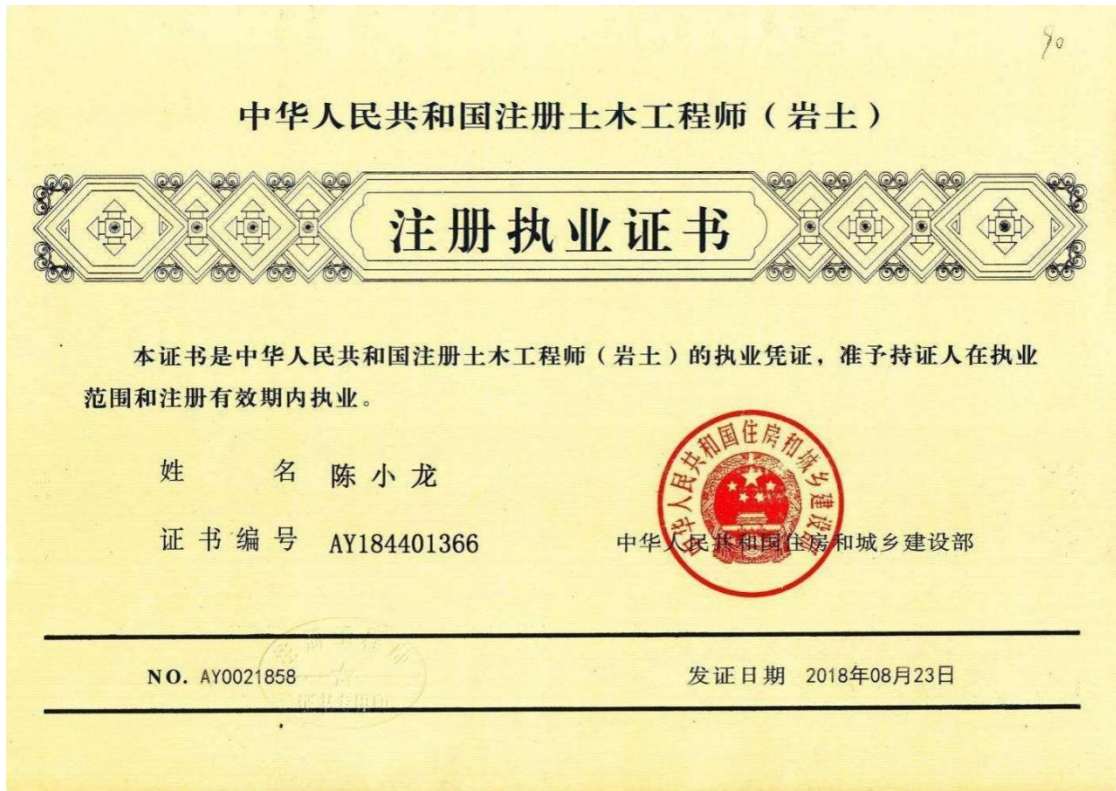 90
中华人民共和国注册土木工程师（岩土）
注册执业证书
本证书是中华人民共和国注册土木工程师（岩土）的执业凭证，准予持证人在执业
范围和注册有效期内执业。
姓 名 陈小龙
中华人民共和国住房和城乡建设部
证书编号 AY184401366
中华人民共和国住房和城乡建设部
NO. AY0021858
发证日期 2018年08月23日